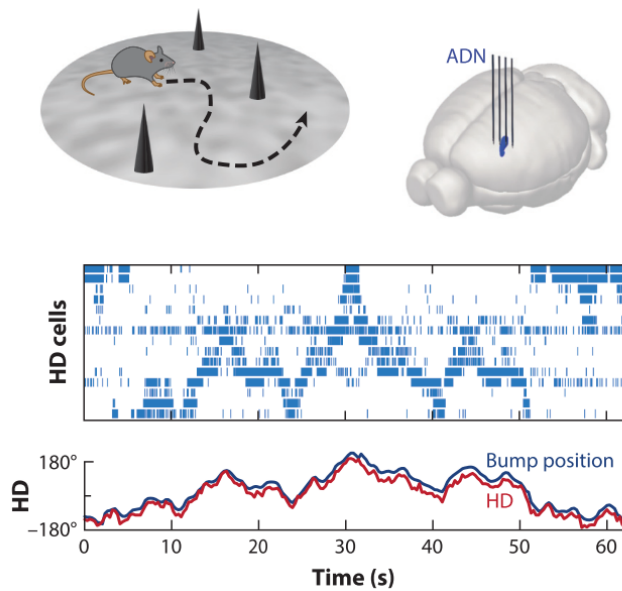 ADN
HD cells
180°
–180°
HD
Bump position
HD
0
10
20
30
40
50
60
Time (s)